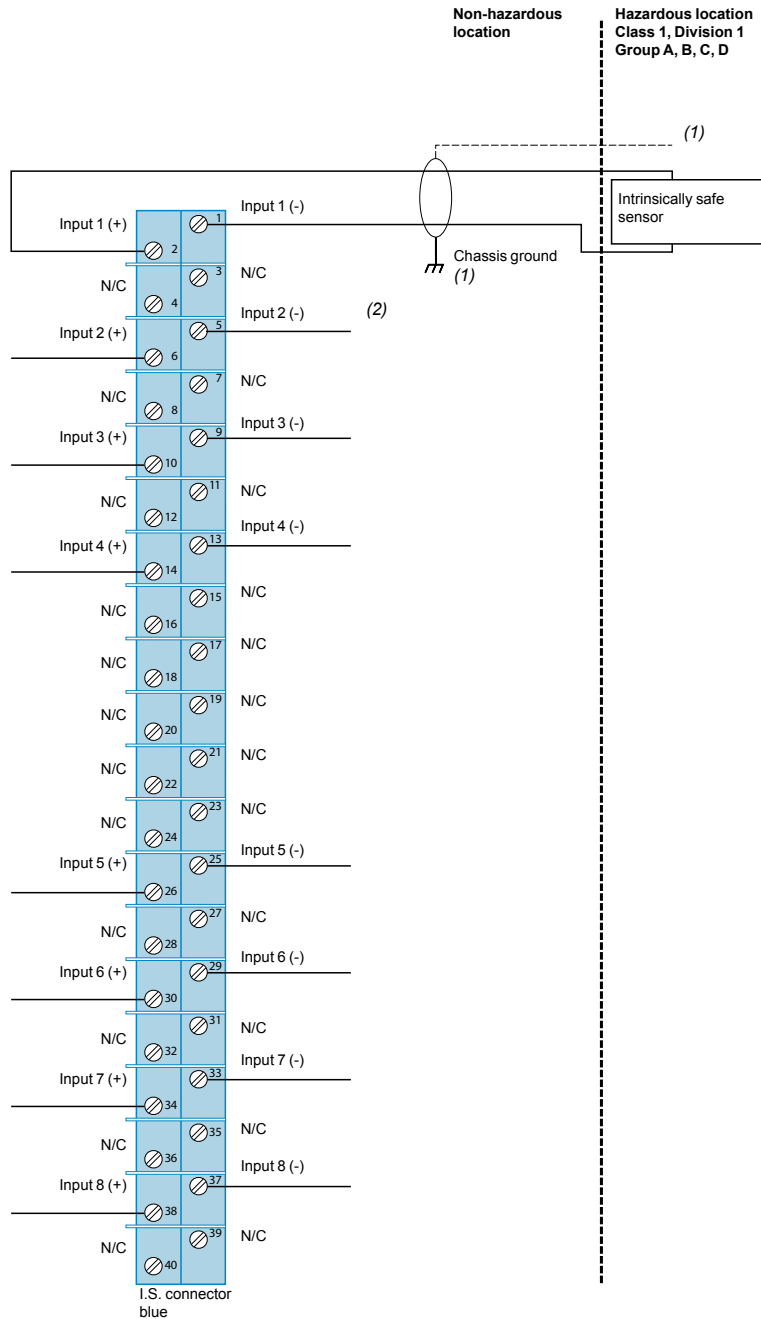 Non-hazardous
location
Hazardous location
Class 1, Division 1
Group A, B, C, D
(1)
Intrinsically safe
sensor
Input 1 (+)
1
Input 1 (-)
2
Chassis ground
(1)
N/C
3
N/C
4
Input 2 (+)
5
Input 2 (-)
(2)
6
N/C
7
N/C
8
Input 3 (+)
9
Input 3 (-)
10
N/C
11
N/C
12
Input 4 (+)
13
Input 4 (-)
14
N/C
15
N/C
16
N/C
17
N/C
18
N/C
19
N/C
20
N/C
21
N/C
22
N/C
23
N/C
24
Input 5 (+)
25
Input 5 (-)
26
N/C
27
N/C
28
Input 6 (+)
29
Input 6 (-)
30
N/C
31
N/C
32
Input 7 (+)
33
Input 7 (-)
34
N/C
35
N/C
36
Input 8 (+)
37
Input 8 (-)
38
N/C
39
N/C
40
I.S. connector
blue